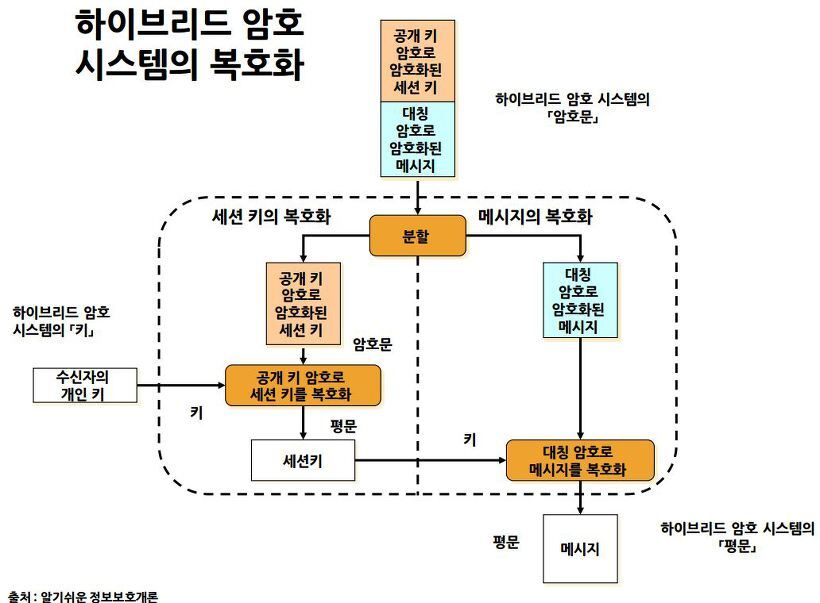 하이브리드 암호
시스템의 복호화
공개 키
암호로
암호화된
세션 키
대칭
암호로
암호화된
메시지
하이브리드 암호 시스템의
「암호문」
세션 키의 복호화
분할
메시지의 복호화
공개 키
암호로
암호화된
세션 키
대칭
암호로
암호화된
메시지
하이브리드 암호
시스템의 「키」
암호문
수신자의
개인 키
키
공개 키 암호로
세션 키를 복호화
평문
세션키
키
대칭 암호로
메시지를 복호화
평문
메시지
하이브리드 암호 시스템의
「평문」
출처 : 알기쉬운 정보보호개론